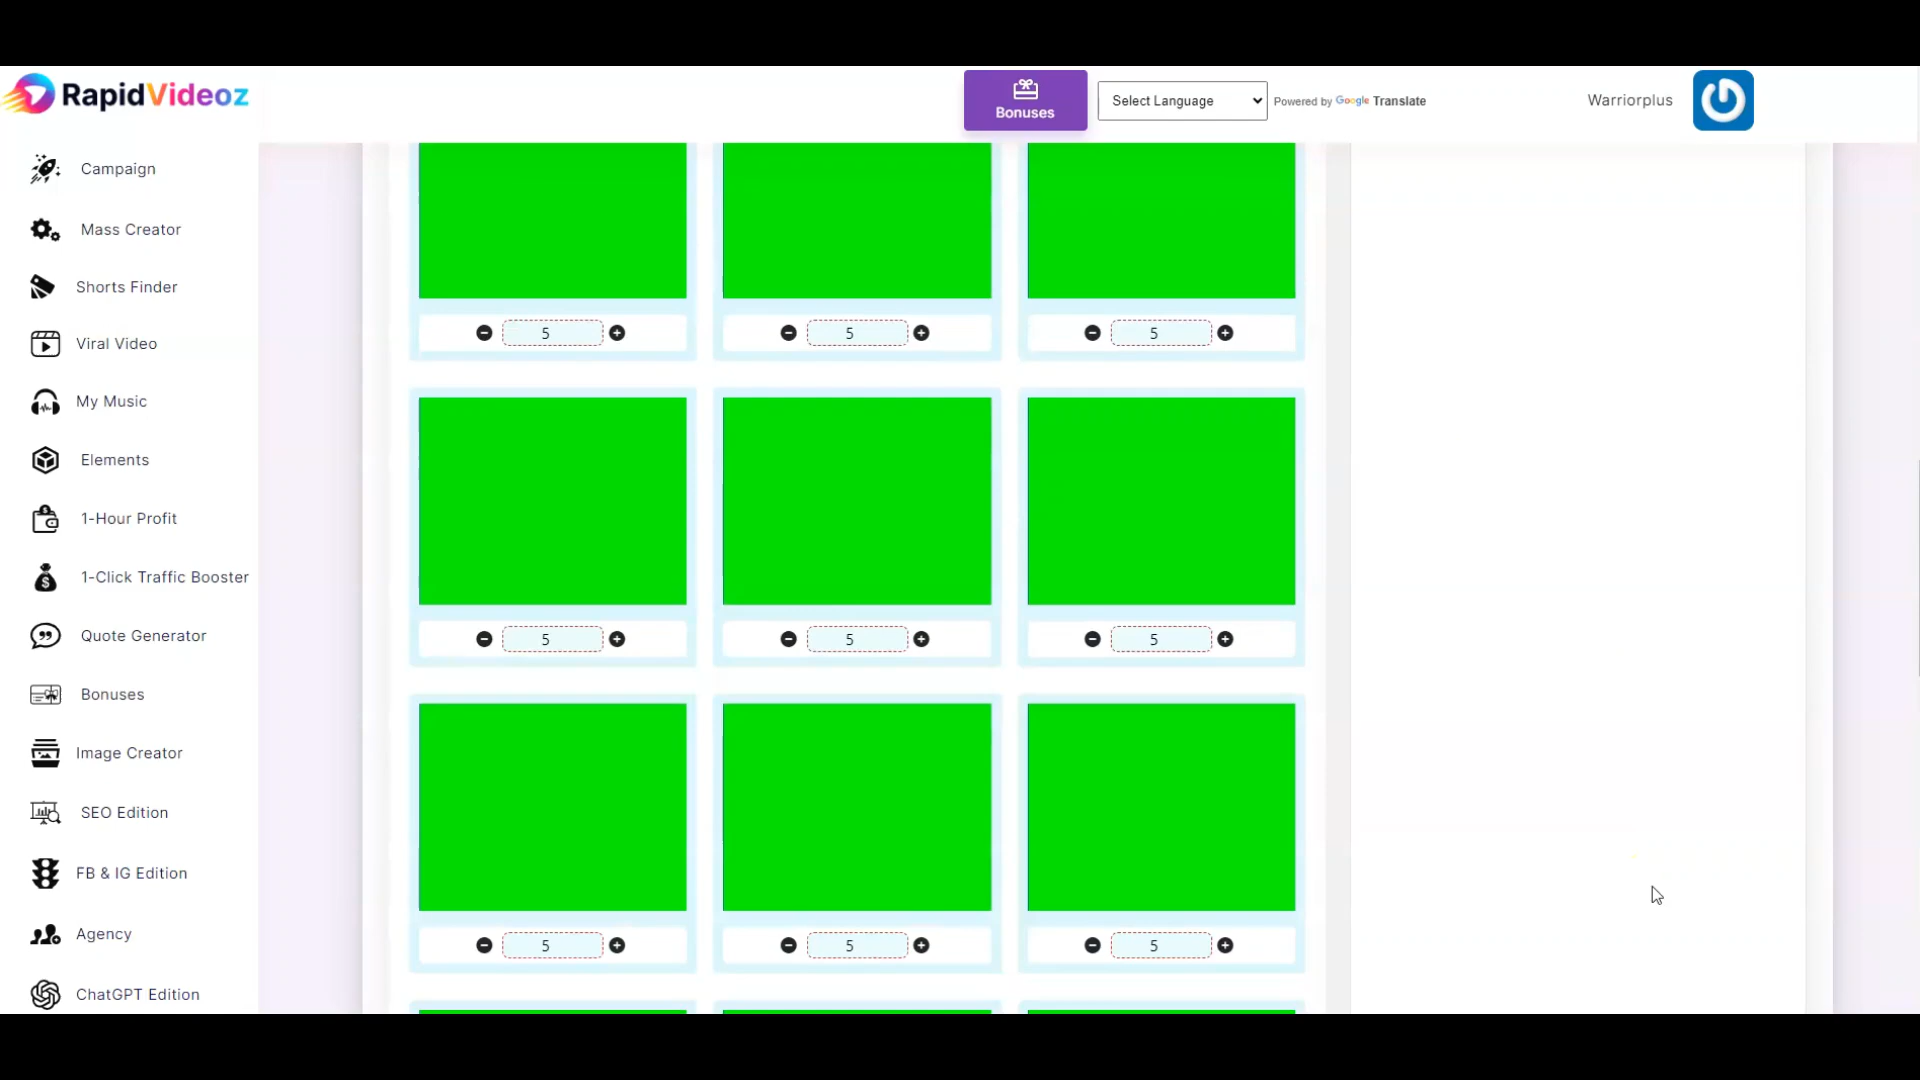 RapidVideoz
Bonuses
Select Language
Powered by Google Translate
Warriorplus
Campaign
Mass Creator
Shorts Finder
Viral Video
My Music
Elements
1-Hour Profit
1-Click Traffic Booster
Quote Generator
Bonuses
Image Creator
SEO Edition
FB & IG Edition
Agency
ChatGPT Edition
5 5 5
5 5 5
5 5 5